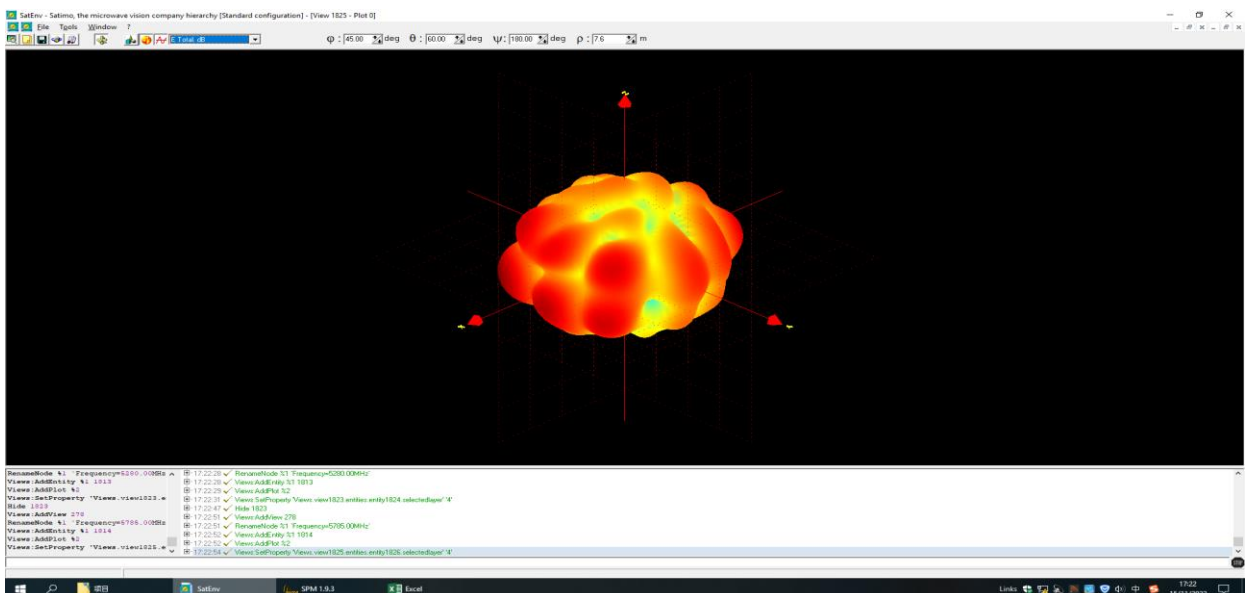 SatEnv - Satimo, the microwave vision company hierarchy [Standard configuration] - [View 1825 - Plot 0]
File Tools Window ?
E Total dB φ : 45.00 deg θ : 60.00 deg ψ: 180.00 deg ρ : 7.6 m
RenameNode %1 'Frequency=5280.00MHz
Views:AddEntity %1 1813
Views:AddPlot %2
Views:SetProperty 'Views.view1823.e
Hide 1823
Views:AddView 278
RenameNode %1 'Frequency=5785.00MHz
Views:AddEntity %1 1814
Views:AddPlot %2
Views:SetProperty 'Views.view1825.e
17:22:28 RenameNode %1 'Frequency=5280.00MHz'
17:22:28 Views:AddEntity %1 1813
17:22:29 Views:AddPlot %2
17:22:31 Views:SetProperty 'Views.view1823.entities.entity1824.selectedlayer' '4'
17:22:47 Hide 1823
17:22:51 Views:AddView 278
17:22:51 RenameNode %1 'Frequency=5785.00MHz'
17:22:52 Views:AddEntity %1 1814
17:22:52 Views:AddPlot %2
17:22:54 Views:SetProperty 'Views.view1825.entities.entity1826.selectedlayer' '4'
项目 SatEnv SPM 1.9.3 Excel Links 中 17:22